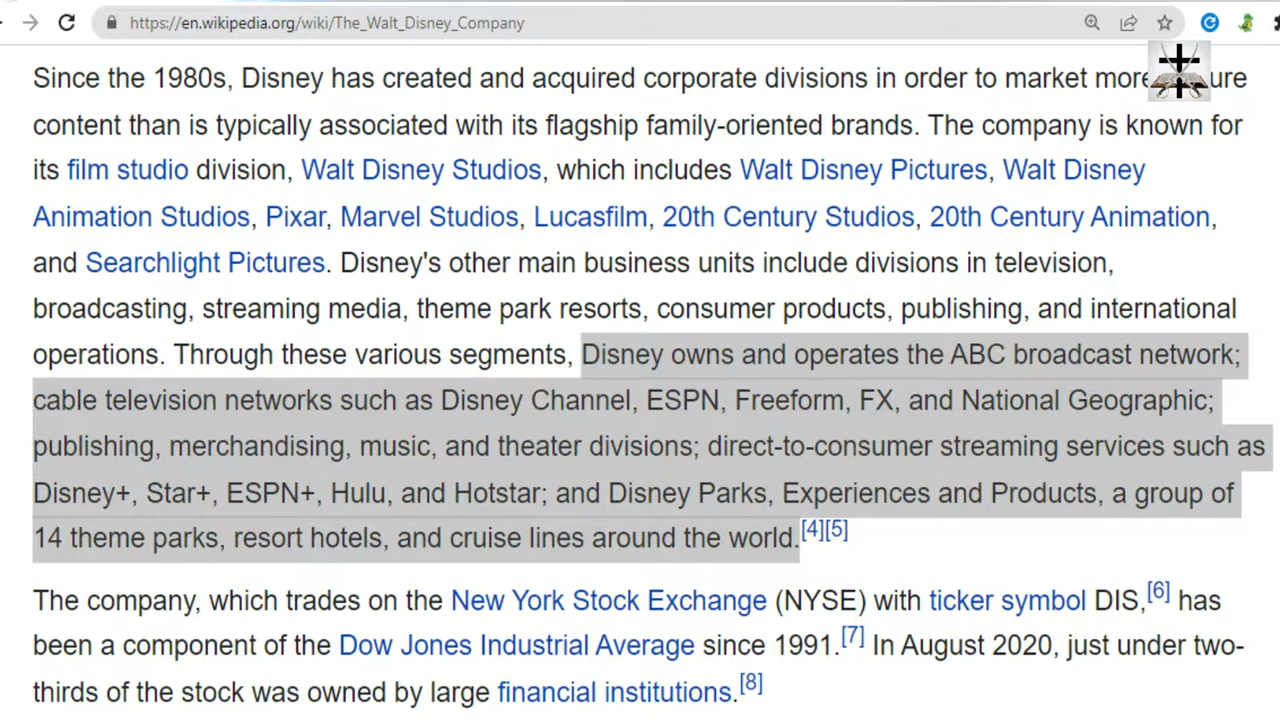 https://en.wikipedia.org/wiki/The_Walt_Disney_Company
Since the 1980s, Disney has created and acquired corporate divisions in order to market more
content than is typically associated with its flagship family-oriented brands. The company is known for
its film studio division, Walt Disney Studios, which includes Walt Disney Pictures, Walt Disney
Animation Studios, Pixar, Marvel Studios, Lucasfilm, 20th Century Studios, 20th Century Animation,
and Searchlight Pictures. Disney's other main business units include divisions in television,
broadcasting, streaming media, theme park resorts, consumer products, publishing, and international
operations. Through these various segments, Disney owns and operates the ABC broadcast network;
cable television networks such as Disney Channel, ESPN, Freeform, FX, and National Geographic;
publishing, merchandising, music, and theater divisions; direct-to-consumer streaming services such as
Disney+, Star+, ESPN+, Hulu, and Hotstar; and Disney Parks, Experiences and Products, a group of
14 theme parks, resort hotels, and cruise lines around the world.[4][5]
The company, which trades on the New York Stock Exchange (NYSE) with ticker symbol DIS,[6] has
been a component of the Dow Jones Industrial Average since 1991.[7] In August 2020, just under two-
thirds of the stock was owned by large financial institutions.[8]